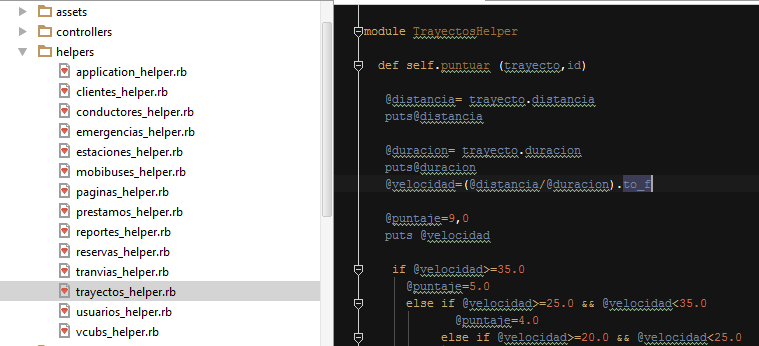 assets
controllers
helpers
application_helper.rb
clientes_helper.rb
conductores_helper.rb
emergencias_helper.rb
estaciones_helper.rb
mobibuses_helper.rb
paginas_helper.rb
prestamos_helper.rb
reportes_helper.rb
reservas_helper.rb
tranvias_helper.rb
trayectos_helper.rb
usuarios_helper.rb
vcubs_helper.rb
module TrayectosHelper
def self.puntuar (trayecto,id)
@distancia= trayecto.distancia
puts@distancia
@duracion= trayecto.duracion
puts@duracion
@velocidad=(@distancia/@duracion).to_f
@puntaje=9,0
puts @velocidad
if @velocidad>=35.0
@puntaje=5.0
else if @velocidad>=25.0 && @velocidad<35.0
@puntaje=4.0
else if @velocidad>=20.0 && @velocidad<25.0